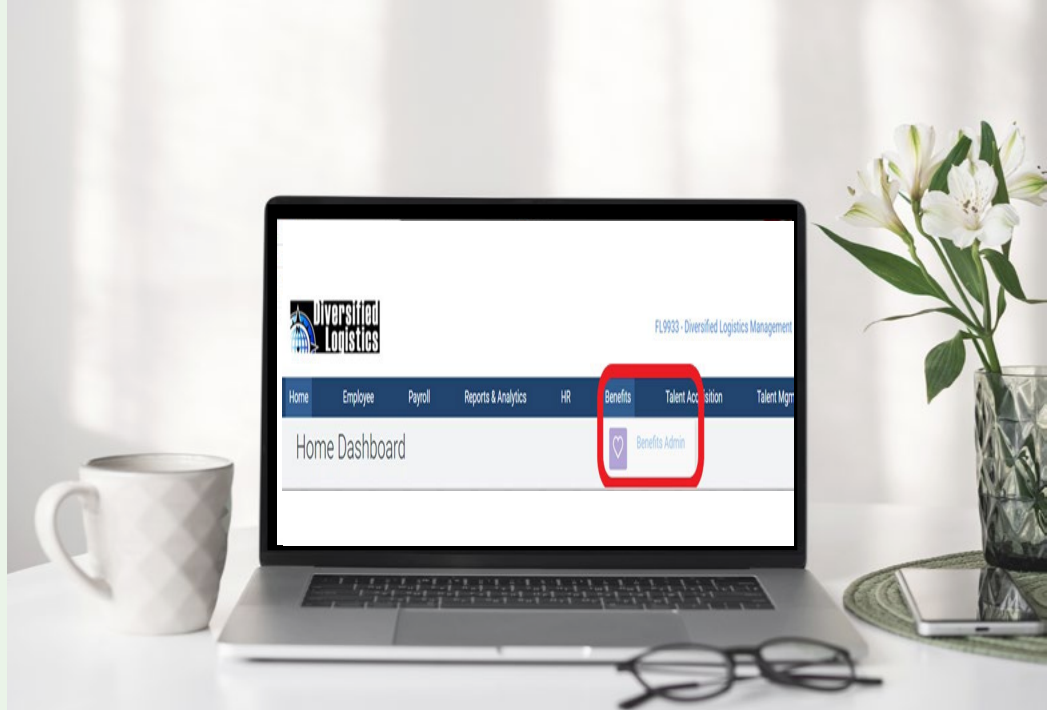 Diversified
Logistics
FL9933 - Diversified Logistics Management
Home Employee Payroll Reports & Analytics HR Benefits Talent Acquisition Talent Mgm
Home Dashboard
Benefits Admin